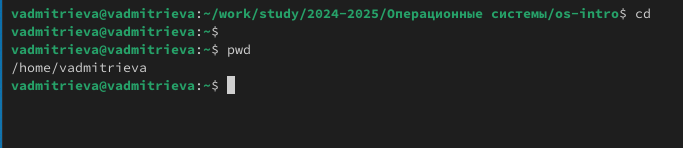 vadmitrieva@vadmitrieva:~/work/study/2024-2025/Операционные системы/os-intro$ cd
vadmitrieva@vadmitrieva:~$
vadmitrieva@vadmitrieva:~$ pwd
/home/vadmitrieva
vadmitrieva@vadmitrieva:~$